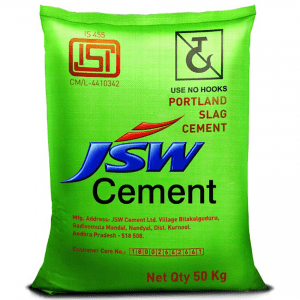 IS 455
ISI
CM/L-4410342
USE NO HOOKS
PORTLAND
SLAG
CEMENT
JSW
Cement
Mfg. Address: JSW Cement Ltd. Village Bilakalguduru,
Gadivemula Mandal, Nandyal, Dist. Kurnool.
Andhra Pradesh - 518 508.
Customer Care No.:
Net Qty 50 Kg